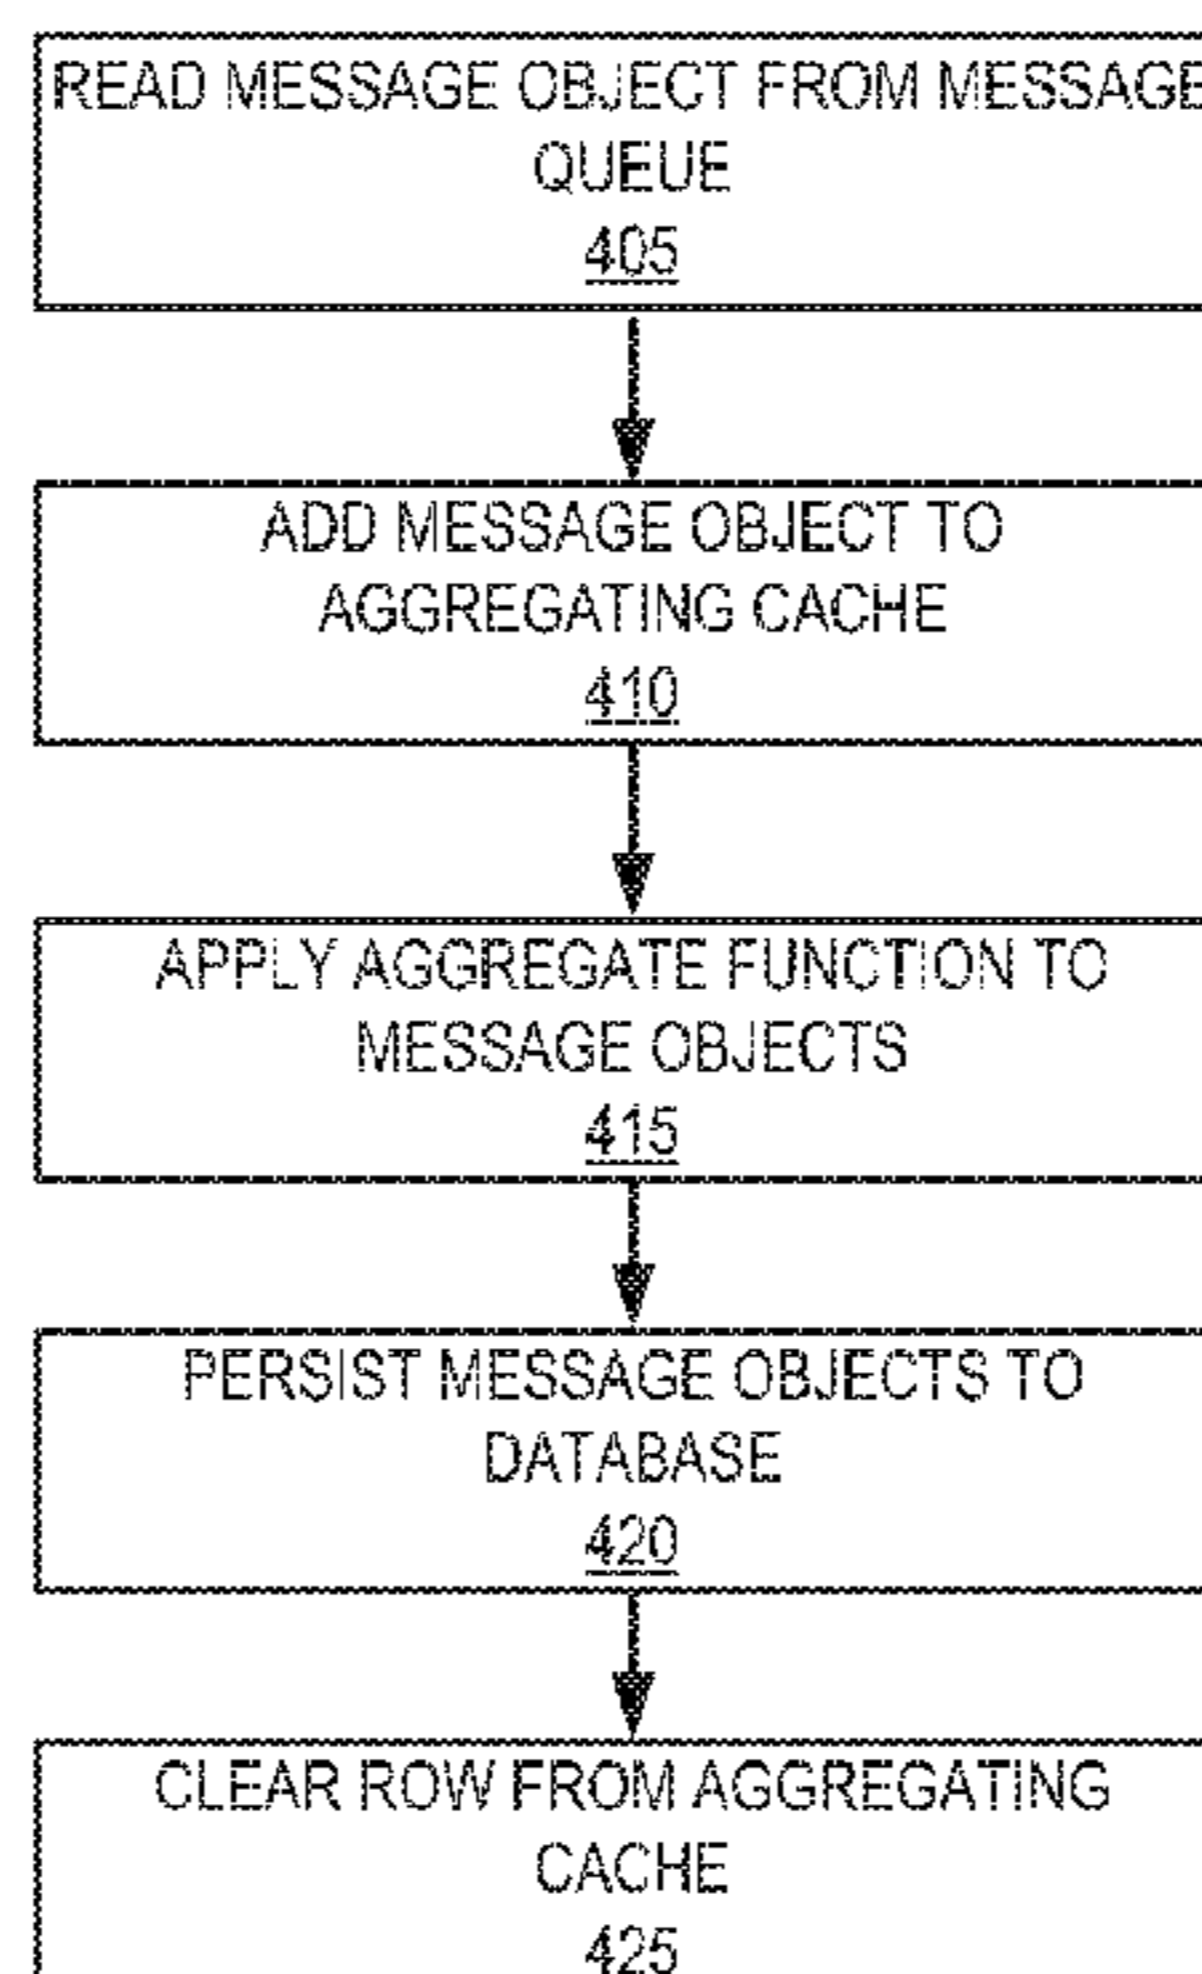 READ MESSAGE OBJECT FROM MESSAGE
QUEUE
405
ADD MESSAGE OBJECT TO
AGGREGATING CACHE
410
APPLY AGGREGATE FUNCTION TO
MESSAGE OBJECTS
415
PERSIST MESSAGE OBJECTS TO
DATABASE
420
CLEAR ROW FROM AGGREGATING
CACHE
425